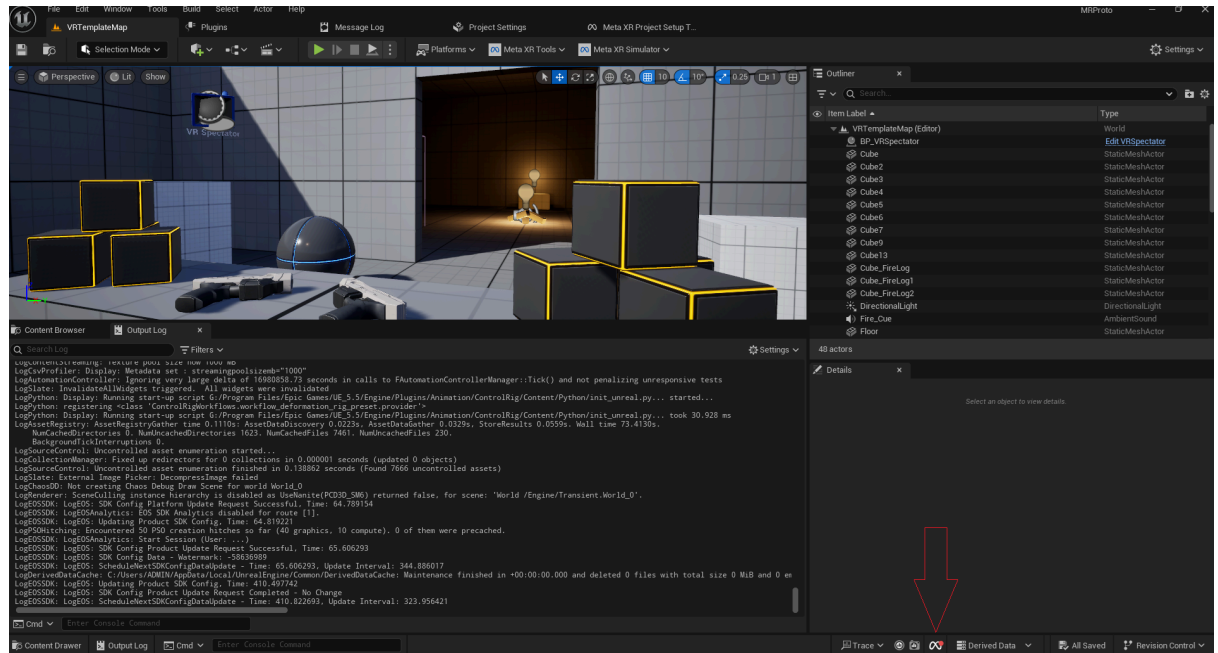 File Edit Window Tools Build Select Actor Help
MRProto
VRTemplateMap
Plugins
Message Log
Project Settings
Meta XR Project Setup T...
Selection Mode
Platforms
Meta XR Tools
Meta XR Simulator
Settings
Perspective Lit Show
10 10° 0.25 1
VR Spectator
Outliner
Search...
Item Label Type
VRTemplateMap (Editor) World
BP_VRSpectator Edit VRSpectator
Cube StaticMeshActor
Cube2 StaticMeshActor
Cube3 StaticMeshActor
Cube4 StaticMeshActor
Cube5 StaticMeshActor
Cube6 StaticMeshActor
Cube7 StaticMeshActor
Cube9 StaticMeshActor
Cube13 StaticMeshActor
Cube_FireLog StaticMeshActor
Cube_FireLog1 StaticMeshActor
Cube_FireLog2 StaticMeshActor
DirectionalLight DirectionalLight
Fire_Cue AmbientSound
Floor StaticMeshActor
48 actors
Details
Select an object to view details.
Content Browser Output Log
Search Log Filters Settings
LogContentStreaming: Texture pool size now 1000 MB
LogCsvProfiler: Display: Metadata set : streamingpoolsizemb="1000"
LogAutomationController: Ignoring very large delta of 16980858.73 seconds in calls to FAutomationControllerManager::Tick() and not penalizing unresponsive tests
LogSlate: InvalidateAllWidgets triggered. All widgets were invalidated
LogPython: Display: Running start-up script G:/Program Files/Epic Games/UE_5.5/Engine/Plugins/Animation/ControlRig/Content/Python/init_unreal.py... started...
LogPython: registering <class 'ControlRigWorkflows.workflow_deformation_rig_preset.provider'>
LogPython: Display: Running start-up script G:/Program Files/Epic Games/UE_5.5/Engine/Plugins/Animation/ControlRig/Content/Python/init_unreal.py... took 30.928 ms
LogAssetRegistry: AssetRegistryGather time 0.1110s: AssetDataDiscovery 0.0223s, AssetDataGather 0.0329s, StoreResults 0.0559s. Wall time 73.4130s.
NumCachedDirectories 0. NumUncachedDirectories 1623. NumCachedFiles 7461. NumUncachedFiles 230.
BackgroundTickInterruptions 0.
LogSourceControl: Uncontrolled asset enumeration started...
LogCollectionManager: Fixed up redirectors for 0 collections in 0.000001 seconds (updated 0 objects)
LogSourceControl: Uncontrolled asset enumeration finished in 0.138862 seconds (Found 7666 uncontrolled assets)
LogSlate: External Image Picker: DecompressImage failed
LogChaosDD: Not creating Chaos Debug Draw Scene for world World_0
LogRenderer: SceneCulling instance hierarchy is disabled as UseNanite(PCD3D_SM6) returned false, for scene: 'World /Engine/Transient.World_0'.
LogEOSSDK: LogEOS: SDK Config Platform Update Request Successful, Time: 64.789154
LogEOSSDK: LogEOSAnalytics: EOS SDK Analytics disabled for route [1].
LogEOSSDK: LogEOS: Updating Product SDK Config, Time: 64.819221
LogPSOHitching: Encountered 50 PSO creation hitches so far (40 graphics, 10 compute). 0 of them were precached.
LogEOSSDK: LogEOSAnalytics: Start Session (User: ...)
LogEOSSDK: LogEOS: SDK Config Product Update Request Successful, Time: 65.606293
LogEOSSDK: LogEOS: SDK Config Data - Watermark: -58636989
LogEOSSDK: LogEOS: ScheduleNextSDKConfigDataUpdate - Time: 65.606293, Update Interval: 344.886017
LogDerivedDataCache: C:/Users/ADMIN/AppData/Local/UnrealEngine/Common/DerivedDataCache: Maintenance finished in +00:00:00.000 and deleted 0 files with total size 0 MiB and 0 em
LogEOSSDK: LogEOS: Updating Product SDK Config, Time: 410.497742
LogEOSSDK: LogEOS: SDK Config Product Update Request Completed - No Change
LogEOSSDK: LogEOS: ScheduleNextSDKConfigDataUpdate - Time: 410.822693, Update Interval: 323.956421
Cmd Enter Console Command
Content Drawer Output Log Cmd Enter Console Command
Trace Derived Data All Saved Revision Control